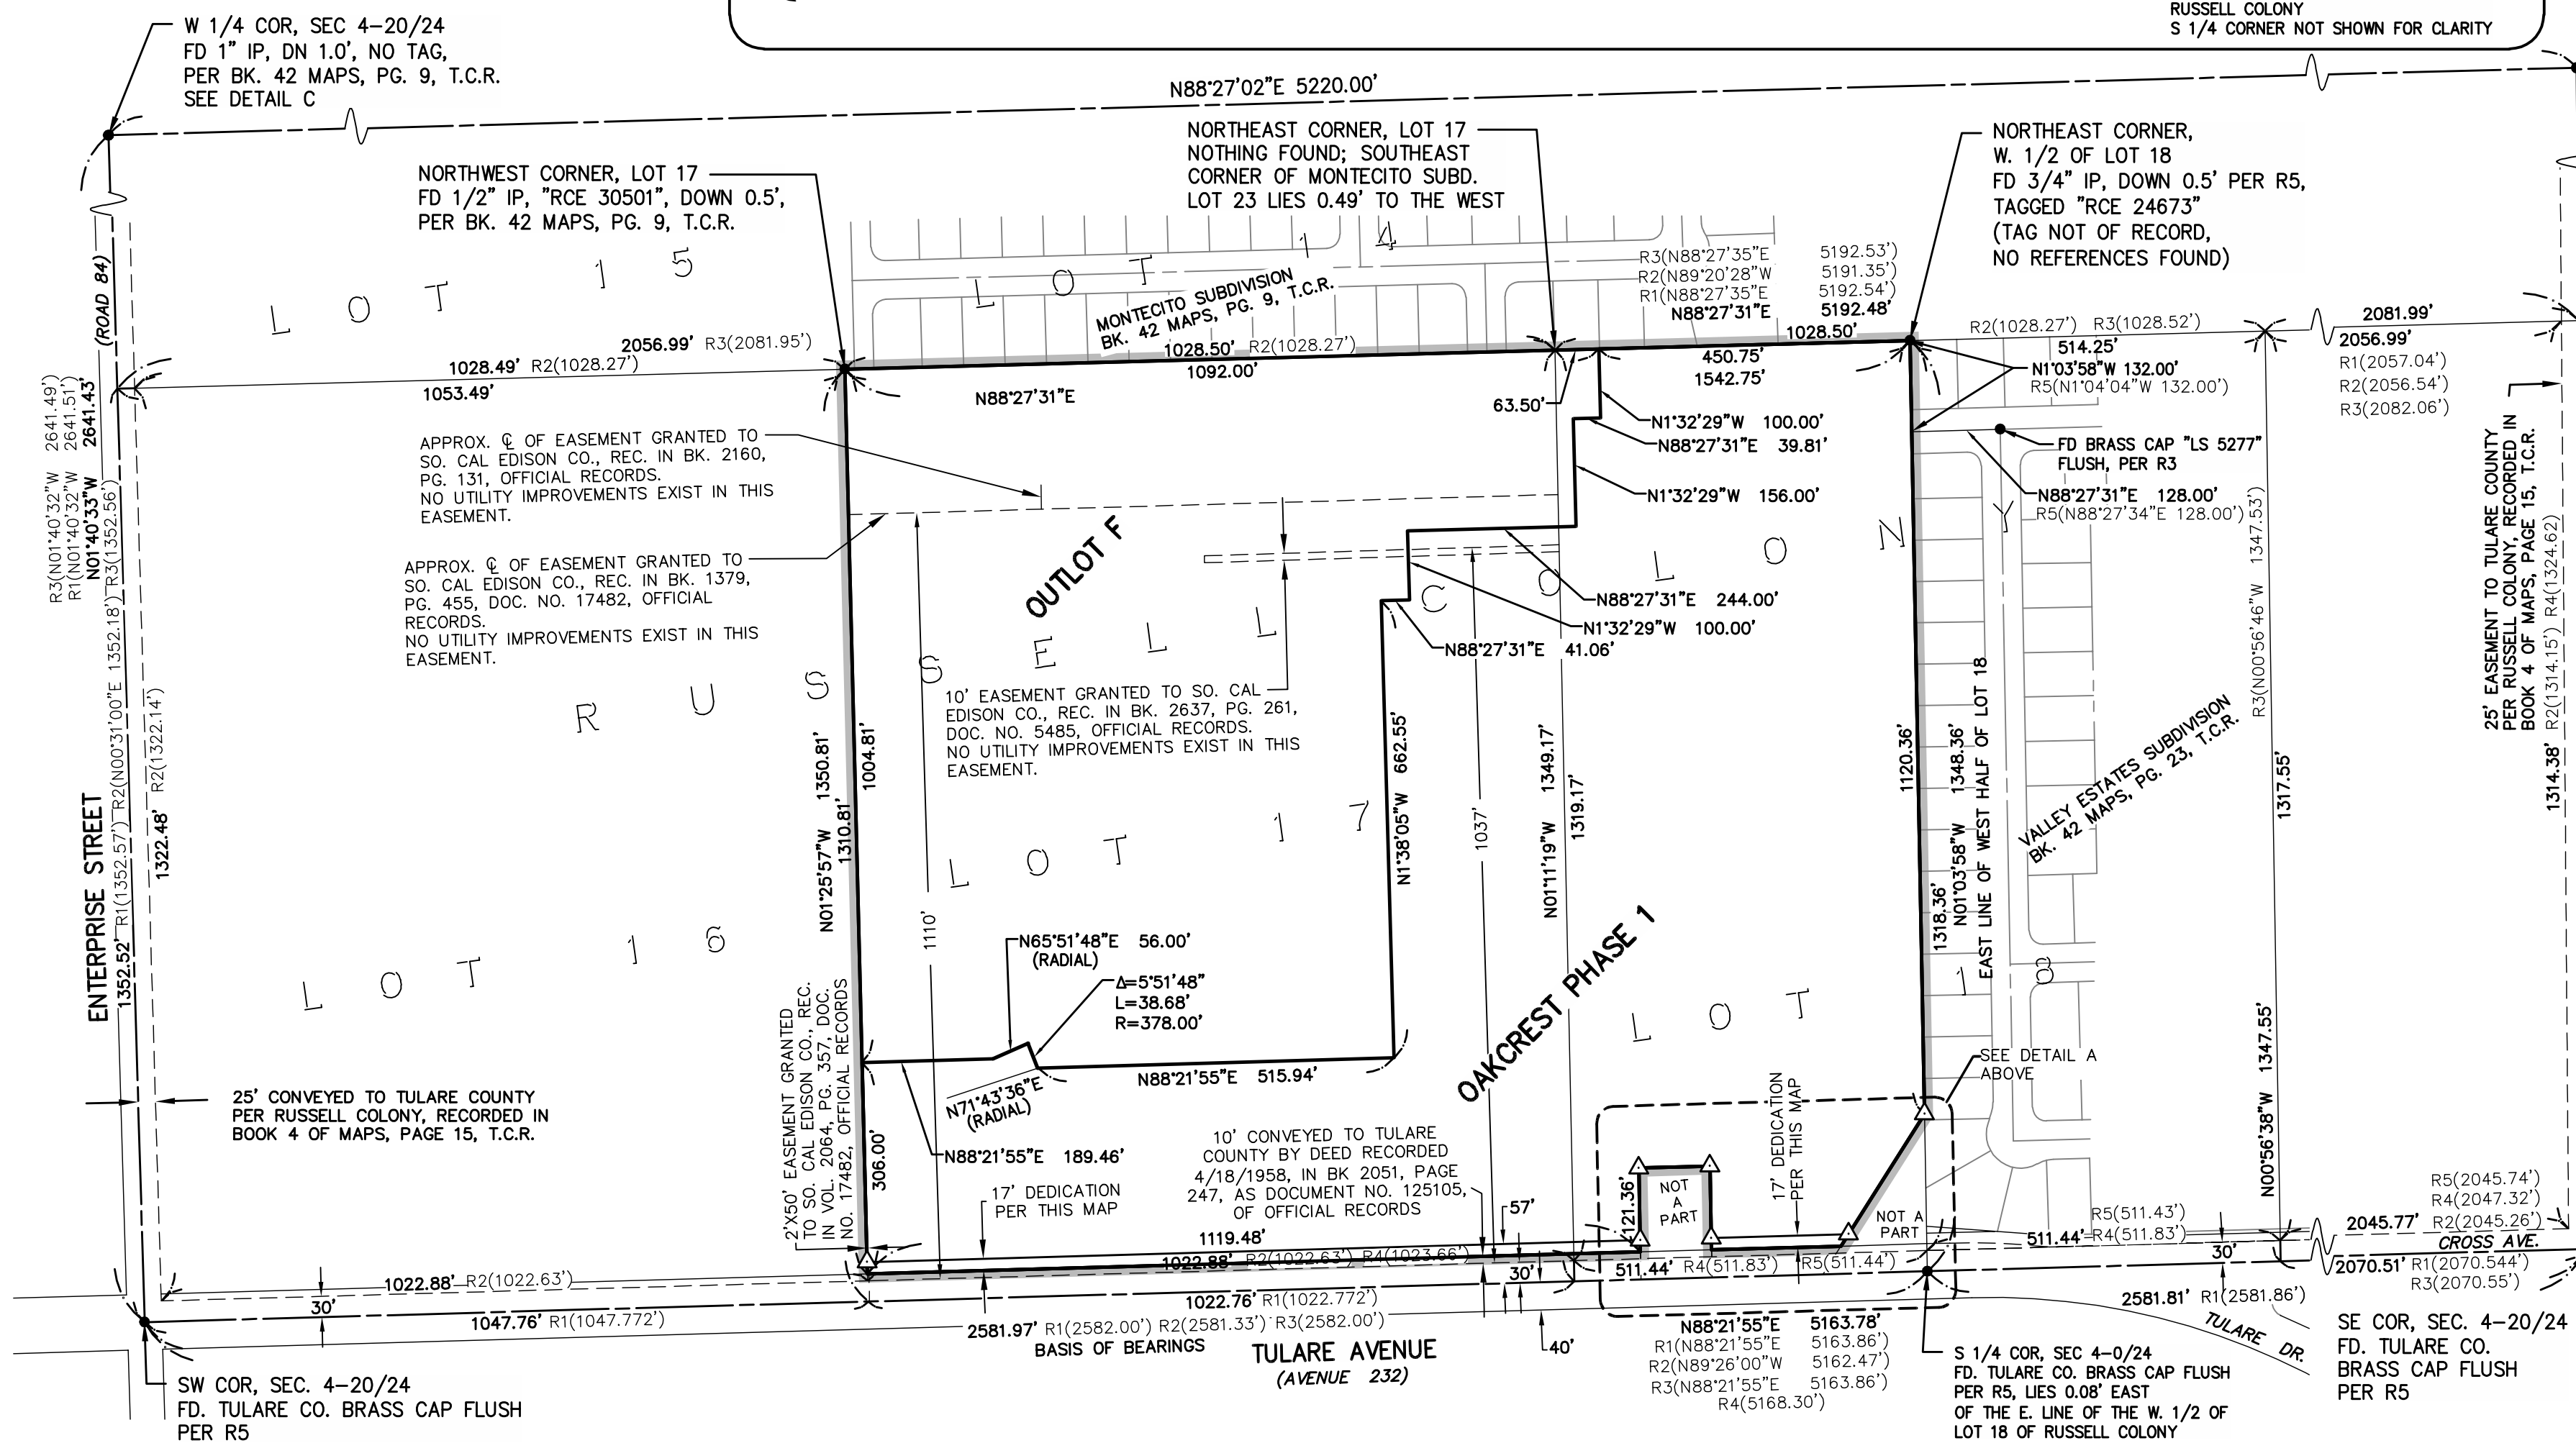 RUSSELL COLONY
S 1/4 CORNER NOT SHOWN FOR CLARITY
W 1/4 COR, SEC 4-20/24
FD 1" IP, DN 1.0', NO TAG,
PER BK. 42 MAPS, PG. 9, T.C.R.
SEE DETAIL C
N88°27'02"E 5220.00'
NORTHWEST CORNER, LOT 17
FD 1/2" IP, "RCE 30501", DOWN 0.5',
PER BK. 42 MAPS, PG. 9, T.C.R.
NORTHEAST CORNER, LOT 17
NOTHING FOUND; SOUTHEAST
CORNER OF MONTECITO SUBD.
LOT 23 LIES 0.49' TO THE WEST
NORTHEAST CORNER,
W. 1/2 OF LOT 18
FD 3/4" IP, DOWN 0.5' PER R5,
TAGGED "RCE 24673"
(TAG NOT OF RECORD,
NO REFERENCES FOUND)
LOT 15
LOT 14
MONTECITO SUBDIVISION
BK. 42 MAPS, PG. 9, T.C.R.
R3(N88°27'35"E 5192.53')
R2(N89°20'28"W 5191.35')
R1(N88°27'35"E 5192.54')
N88°27'31"E 5192.48'
1028.50'
R2(1028.27') R3(1028.52')
2081.99'
2056.99'
R1(2057.04')
R2(2056.54')
R3(2082.06')
514.25'
2056.99' R3(2081.95')
1028.49' R2(1028.27')
1053.49'
1028.50' R2(1028.27')
1092.00'
N88°27'31"E
450.75'
1542.75'
63.50'
N1°03'58"W 132.00'
R5(N1°04'04"W 132.00')
N1°32'29"W 100.00'
N88°27'31"E 39.81'
N1°32'29"W 156.00'
FD BRASS CAP "LS 5277"
FLUSH, PER R3
N88°27'31"E 128.00'
R5(N88°27'34"E 128.00')
(ROAD 84)
R3(N01°40'32"W 2641.49')
R1(N01°40'32"W 2641.51')
N01°40'33"W 2641.43'
1352.52' R1(1352.57') R2(N00°31'00"E 1352.18') R3(1352.56')
1322.48' R2(1322.14')
ENTERPRISE STREET
APPROX. ℄ OF EASEMENT GRANTED TO
SO. CAL EDISON CO., REC. IN BK. 2160,
PG. 131, OFFICIAL RECORDS.
NO UTILITY IMPROVEMENTS EXIST IN THIS
EASEMENT.
APPROX. ℄ OF EASEMENT GRANTED TO
SO. CAL EDISON CO., REC. IN BK. 1379,
PG. 455, DOC. NO. 17482, OFFICIAL
RECORDS.
NO UTILITY IMPROVEMENTS EXIST IN THIS
EASEMENT.
OUTLOT F
RUSSELL COLONY
N88°27'31"E 244.00'
N1°32'29"W 100.00'
N88°27'31"E 41.06'
10' EASEMENT GRANTED TO SO. CAL
EDISON CO., REC. IN BK. 2637, PG. 261,
DOC. NO. 5485, OFFICIAL RECORDS.
NO UTILITY IMPROVEMENTS EXIST IN THIS
EASEMENT.
N01°25'57"W 1350.81'
1310.81'
1004.81'
1110'
N1°38'05"W 662.55'
1037'
N01°11'19"W 1349.17'
1319.17'
1120.36'
1318.36'
N01°03'58"W 1348.36'
EAST LINE OF WEST HALF OF LOT 18
VALLEY ESTATES SUBDIVISION
BK. 42 MAPS, PG. 23, T.C.R.
R3(N00°56'46"W 1347.53')
1317.55'
N00°56'38"W 1347.55'
25' EASEMENT TO TULARE COUNTY
PER RUSSELL COLONY, RECORDED IN
BOOK 4 OF MAPS, PAGE 15, T.C.R.
1314.38' R2(1314.15') R4(1324.62)
LOT 17
LOT 16
LOT 18
OAKCREST PHASE 1
N65°51'48"E 56.00'
(RADIAL)
Δ=5°51'48"
L=38.68'
R=378.00'
N88°21'55"E 515.94'
N71°43'36"E
(RADIAL)
N88°21'55"E 189.46'
306.00'
2'X50' EASEMENT GRANTED
TO SO. CAL EDISON CO., REC.
IN VOL. 2064, PG. 357, DOC.
NO. 17482, OFFICIAL RECORDS
25' CONVEYED TO TULARE COUNTY
PER RUSSELL COLONY, RECORDED IN
BOOK 4 OF MAPS, PAGE 15, T.C.R.
17' DEDICATION
PER THIS MAP
10' CONVEYED TO TULARE
COUNTY BY DEED RECORDED
4/18/1958, IN BK 2051, PAGE
247, AS DOCUMENT NO. 125105,
OF OFFICIAL RECORDS
57'
SEE DETAIL A
ABOVE
17' DEDICATION
PER THIS MAP
121.36'
NOT
A
PART
NOT A
PART
1119.48'
1022.88' R2(1022.63') R4(1023.66')
1022.88' R2(1022.63')
30'
1047.76' R1(1047.772')
1022.76' R1(1022.772')
30'
40'
511.44' R4(511.83') R5(511.44')
R5(511.43')
511.44' R4(511.83')
30'
R5(2045.74')
R4(2047.32')
2045.77' R2(2045.26')
CROSS AVE.
2070.51' R1(2070.544')
R3(2070.55')
2581.81' R1(2581.86')
TULARE DR.
2581.97' R1(2582.00') R2(2581.33') R3(2582.00')
BASIS OF BEARINGS
TULARE AVENUE
(AVENUE 232)
N88°21'55"E 5163.78'
R1(N88°21'55"E 5163.86')
R2(N89°26'00"W 5162.47')
R3(N88°21'55"E 5163.86')
R4(5168.30')
SW COR, SEC. 4-20/24
FD. TULARE CO. BRASS CAP FLUSH
PER R5
S 1/4 COR, SEC 4-0/24
FD. TULARE CO. BRASS CAP FLUSH
PER R5, LIES 0.08' EAST
OF THE E. LINE OF THE W. 1/2 OF
LOT 18 OF RUSSELL COLONY
SE COR, SEC. 4-20/24
FD. TULARE CO.
BRASS CAP FLUSH
PER R5